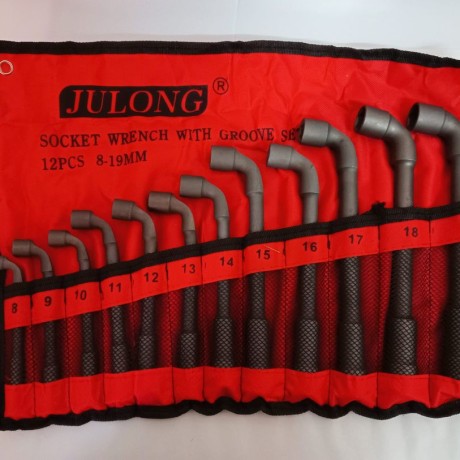 JULONG ®
SOCKET WRENCH WITH GROOVE SET
12PCS 8-19MM
8 9 10 11 12 13 14 15 16 17 18